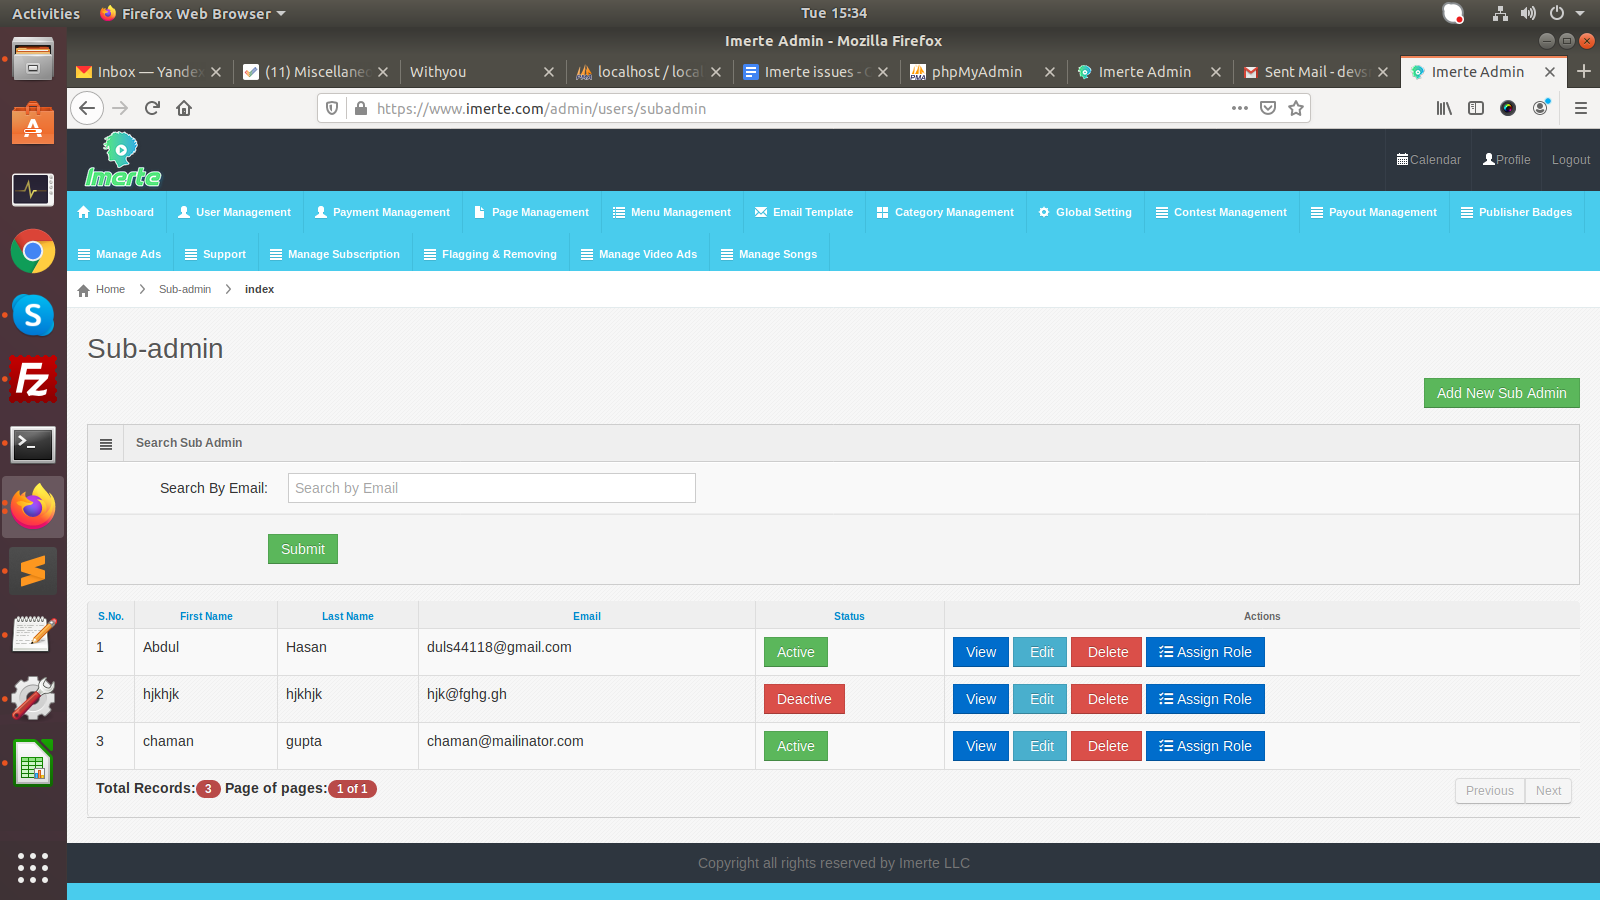 Activities Firefox Web Browser Tue 15:34
Imerte Admin - Mozilla Firefox
Inbox — Yandex (11) Miscellaneo Withyou localhost / local Imerte issues - phpMyAdmin Imerte Admin Sent Mail - devs Imerte Admin
https://www.imerte.com/admin/users/subadmin
Imerte Calendar Profile Logout
Dashboard User Management Payment Management Page Management Menu Management Email Template Category Management Global Setting Contest Management Payout Management Publisher Badges
Manage Ads Support Manage Subscription Flagging & Removing Manage Video Ads Manage Songs
Home Sub-admin index
Sub-admin
Add New Sub Admin
Search Sub Admin
Search By Email: Search by Email
Submit
S.No. First Name Last Name Email Status Actions
1 Abdul Hasan duls44118@gmail.com Active View Edit Delete Assign Role
2 hjkhjk hjkhjk hjk@fghg.gh Deactive View Edit Delete Assign Role
3 chaman gupta chaman@mailinator.com Active View Edit Delete Assign Role
Total Records: 3 Page of pages: 1 of 1 Previous Next
Copyright all rights reserved by Imerte LLC